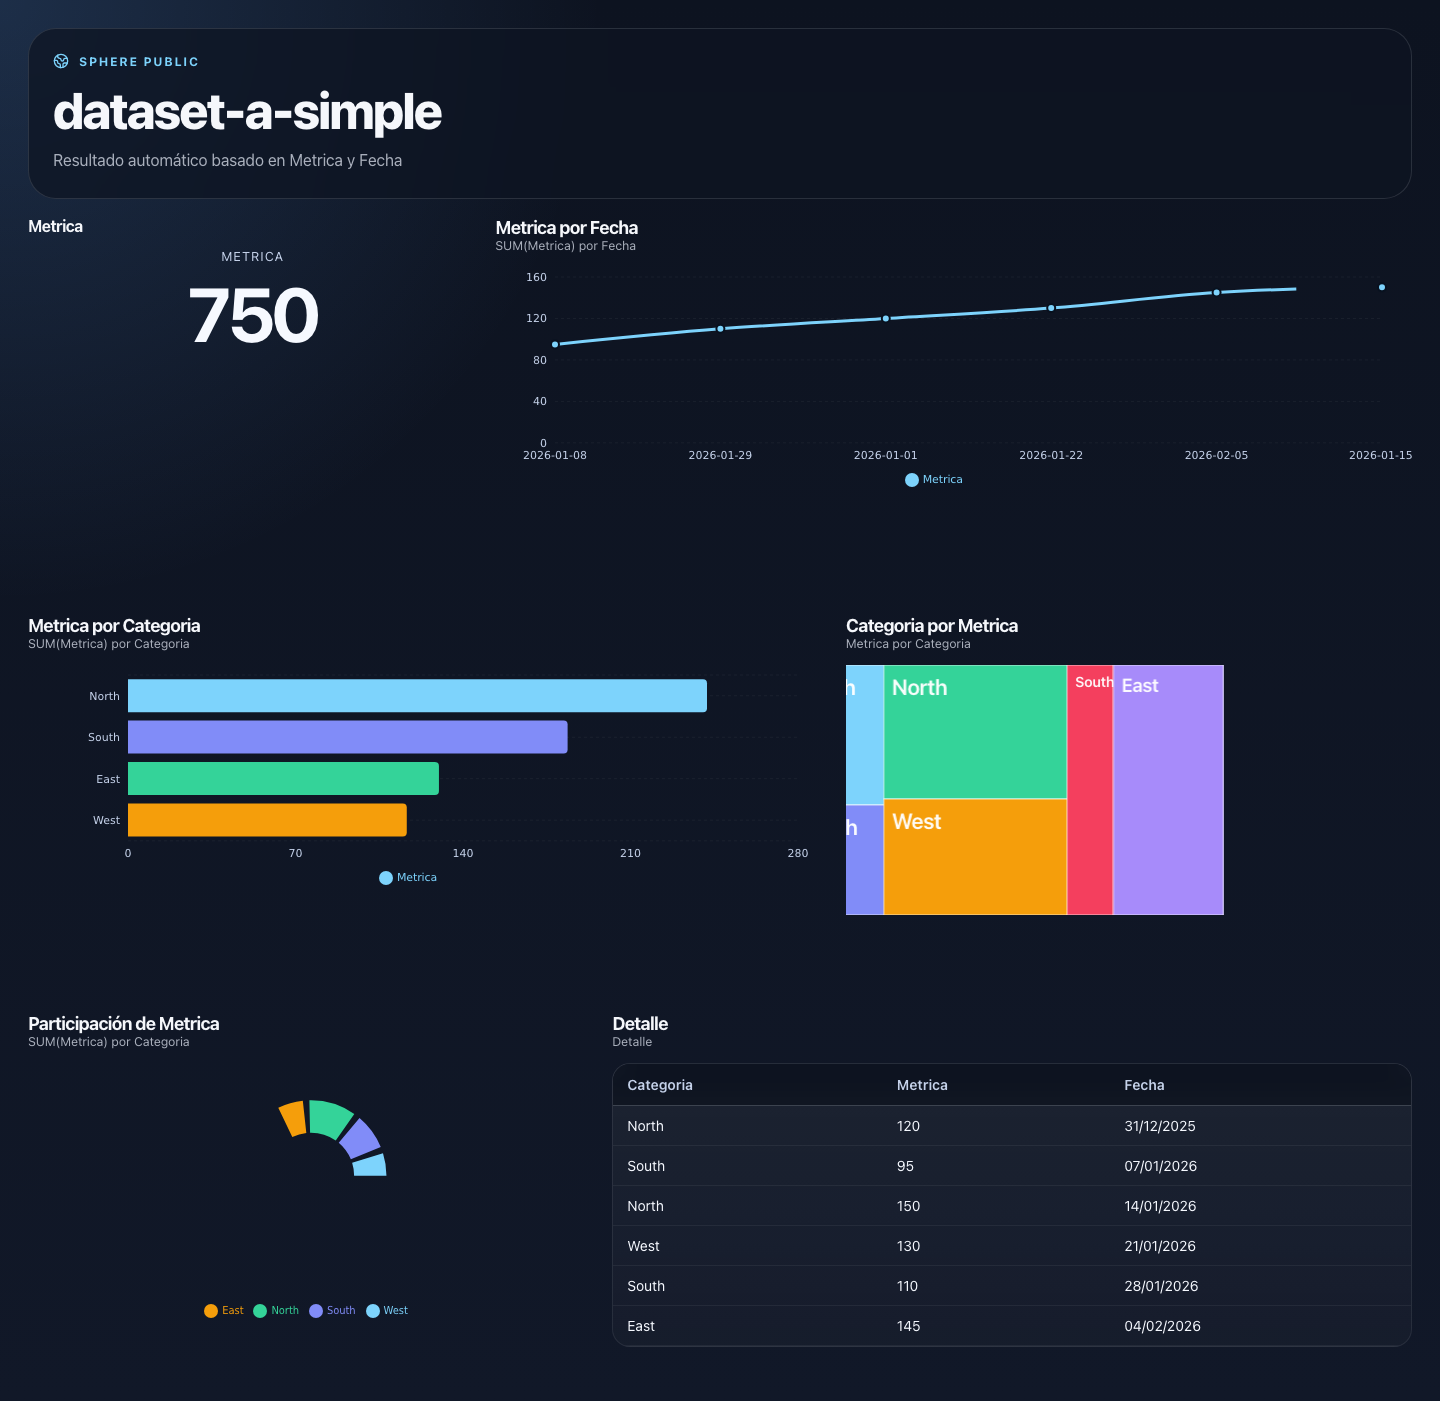 SPHERE PUBLIC
dataset-a-simple
Resultado automático basado en Metrica y Fecha
Metrica
METRICA
750
Metrica por Fecha
SUM(Metrica) por Fecha
160
120
80
40
0
2026-01-08 2026-01-29 2026-01-01 2026-01-22 2026-02-05 2026-01-15
Metrica
Metrica por Categoria
SUM(Metrica) por Categoria
North
South
East
West
0 70 140 210 280
Metrica
Categoria por Metrica
Metrica por Categoria
h North South East
h West
Participación de Metrica
SUM(Metrica) por Categoria
East North South West
Detalle
Detalle
Categoria Metrica Fecha
North 120 31/12/2025
South 95 07/01/2026
North 150 14/01/2026
West 130 21/01/2026
South 110 28/01/2026
East 145 04/02/2026